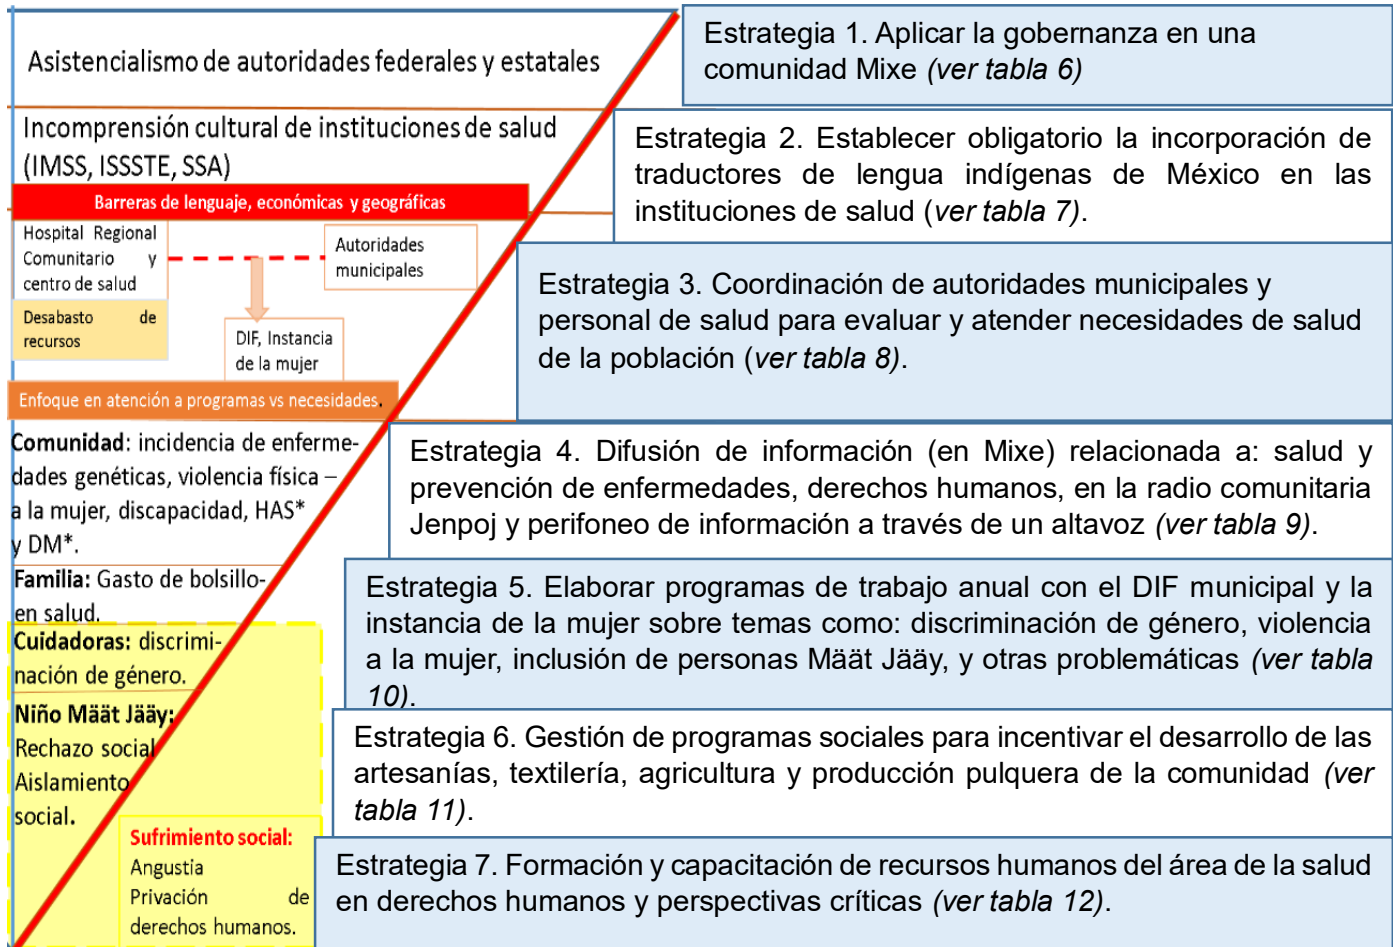 Asistencialismo de autoridades federales y estatales
Incomprensión cultural de instituciones de salud
(IMSS, ISSSTE, SSA)
Barreras de lenguaje, económicas y geográficas
Hospital Regional
Comunitario y
centro de salud
Autoridades
municipales
Desabasto de
recursos
DIF, Instancia
de la mujer
Enfoque en atención a programas vs necesidades.
Comunidad: incidencia de enferme-
dades genéticas, violencia física –
a la mujer, discapacidad, HAS*
y DM*.
Familia: Gasto de bolsillo-
en salud.
Cuidadoras: discrimi-
nación de género.
Niño Määt Jääy:
Rechazo social
Aislamiento
social.
Sufrimiento social:
Angustia
Privación de
derechos humanos.
Estrategia 1. Aplicar la gobernanza en una
comunidad Mixe (ver tabla 6)
Estrategia 2. Establecer obligatorio la incorporación de
traductores de lengua indígenas de México en las
instituciones de salud (ver tabla 7).
Estrategia 3. Coordinación de autoridades municipales y
personal de salud para evaluar y atender necesidades de salud
de la población (ver tabla 8).
Estrategia 4. Difusión de información (en Mixe) relacionada a: salud y
prevención de enfermedades, derechos humanos, en la radio comunitaria
Jenpoj y perifoneo de información a través de un altavoz (ver tabla 9).
Estrategia 5. Elaborar programas de trabajo anual con el DIF municipal y la
instancia de la mujer sobre temas como: discriminación de género, violencia
a la mujer, inclusión de personas Määt Jääy, y otras problemáticas (ver tabla
10).
Estrategia 6. Gestión de programas sociales para incentivar el desarrollo de las
artesanías, textilería, agricultura y producción pulquera de la comunidad (ver
tabla 11).
Estrategia 7. Formación y capacitación de recursos humanos del área de la salud
en derechos humanos y perspectivas críticas (ver tabla 12).